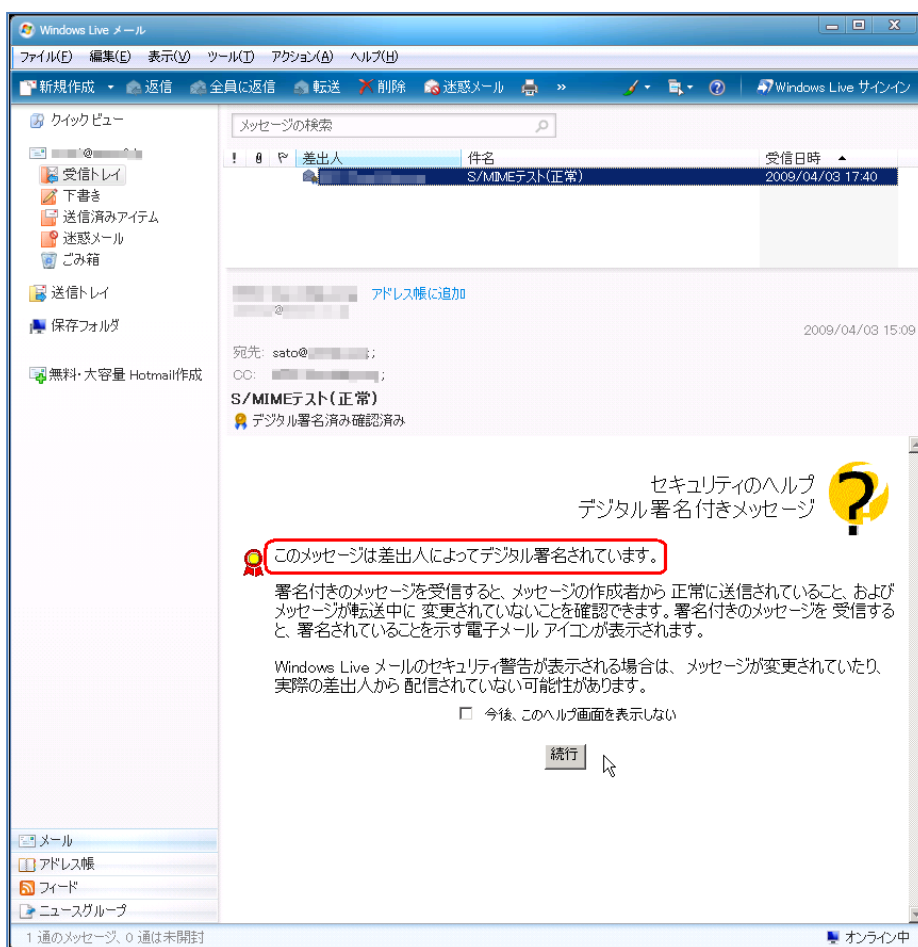 Windows Live メール
ファイル(F) 編集(E) 表示(V) ツール(T) アクション(A) ヘルプ(H)
新規作成 返信 全員に返信 転送 削除 迷惑メール » Windows Live サインイン
クイック ビュー
メッセージの検索
@
! 差出人 件名 受信日時
受信トレイ
S/MIMEテスト(正常) 2009/04/03 17:40
下書き
送信済みアイテム
迷惑メール
ごみ箱
送信トレイ
アドレス帳に追加
@
保存フォルダ
2009/04/03 15:09
宛先: sato@ ;
無料・大容量 Hotmail作成
CC: ;
S/MIMEテスト(正常)
デジタル署名済み確認済み
セキュリティのヘルプ
デジタル署名付きメッセージ
?
このメッセージは差出人によってデジタル署名されています。
署名付きのメッセージを受信すると、メッセージの作成者から 正常に送信されていること、および
メッセージが転送中に 変更されていないことを確認できます。署名付きのメッセージを 受信する
と、署名されていることを示す電子メール アイコンが表示されます。
Windows Live メールのセキュリティ警告が表示される場合は、メッセージが変更されていたり、
実際の差出人から 配信されていない可能性があります。
今後、このヘルプ画面を表示しない
続行
メール
アドレス帳
フィード
ニュースグループ
1 通のメッセージ、0 通は未開封 オンライン中